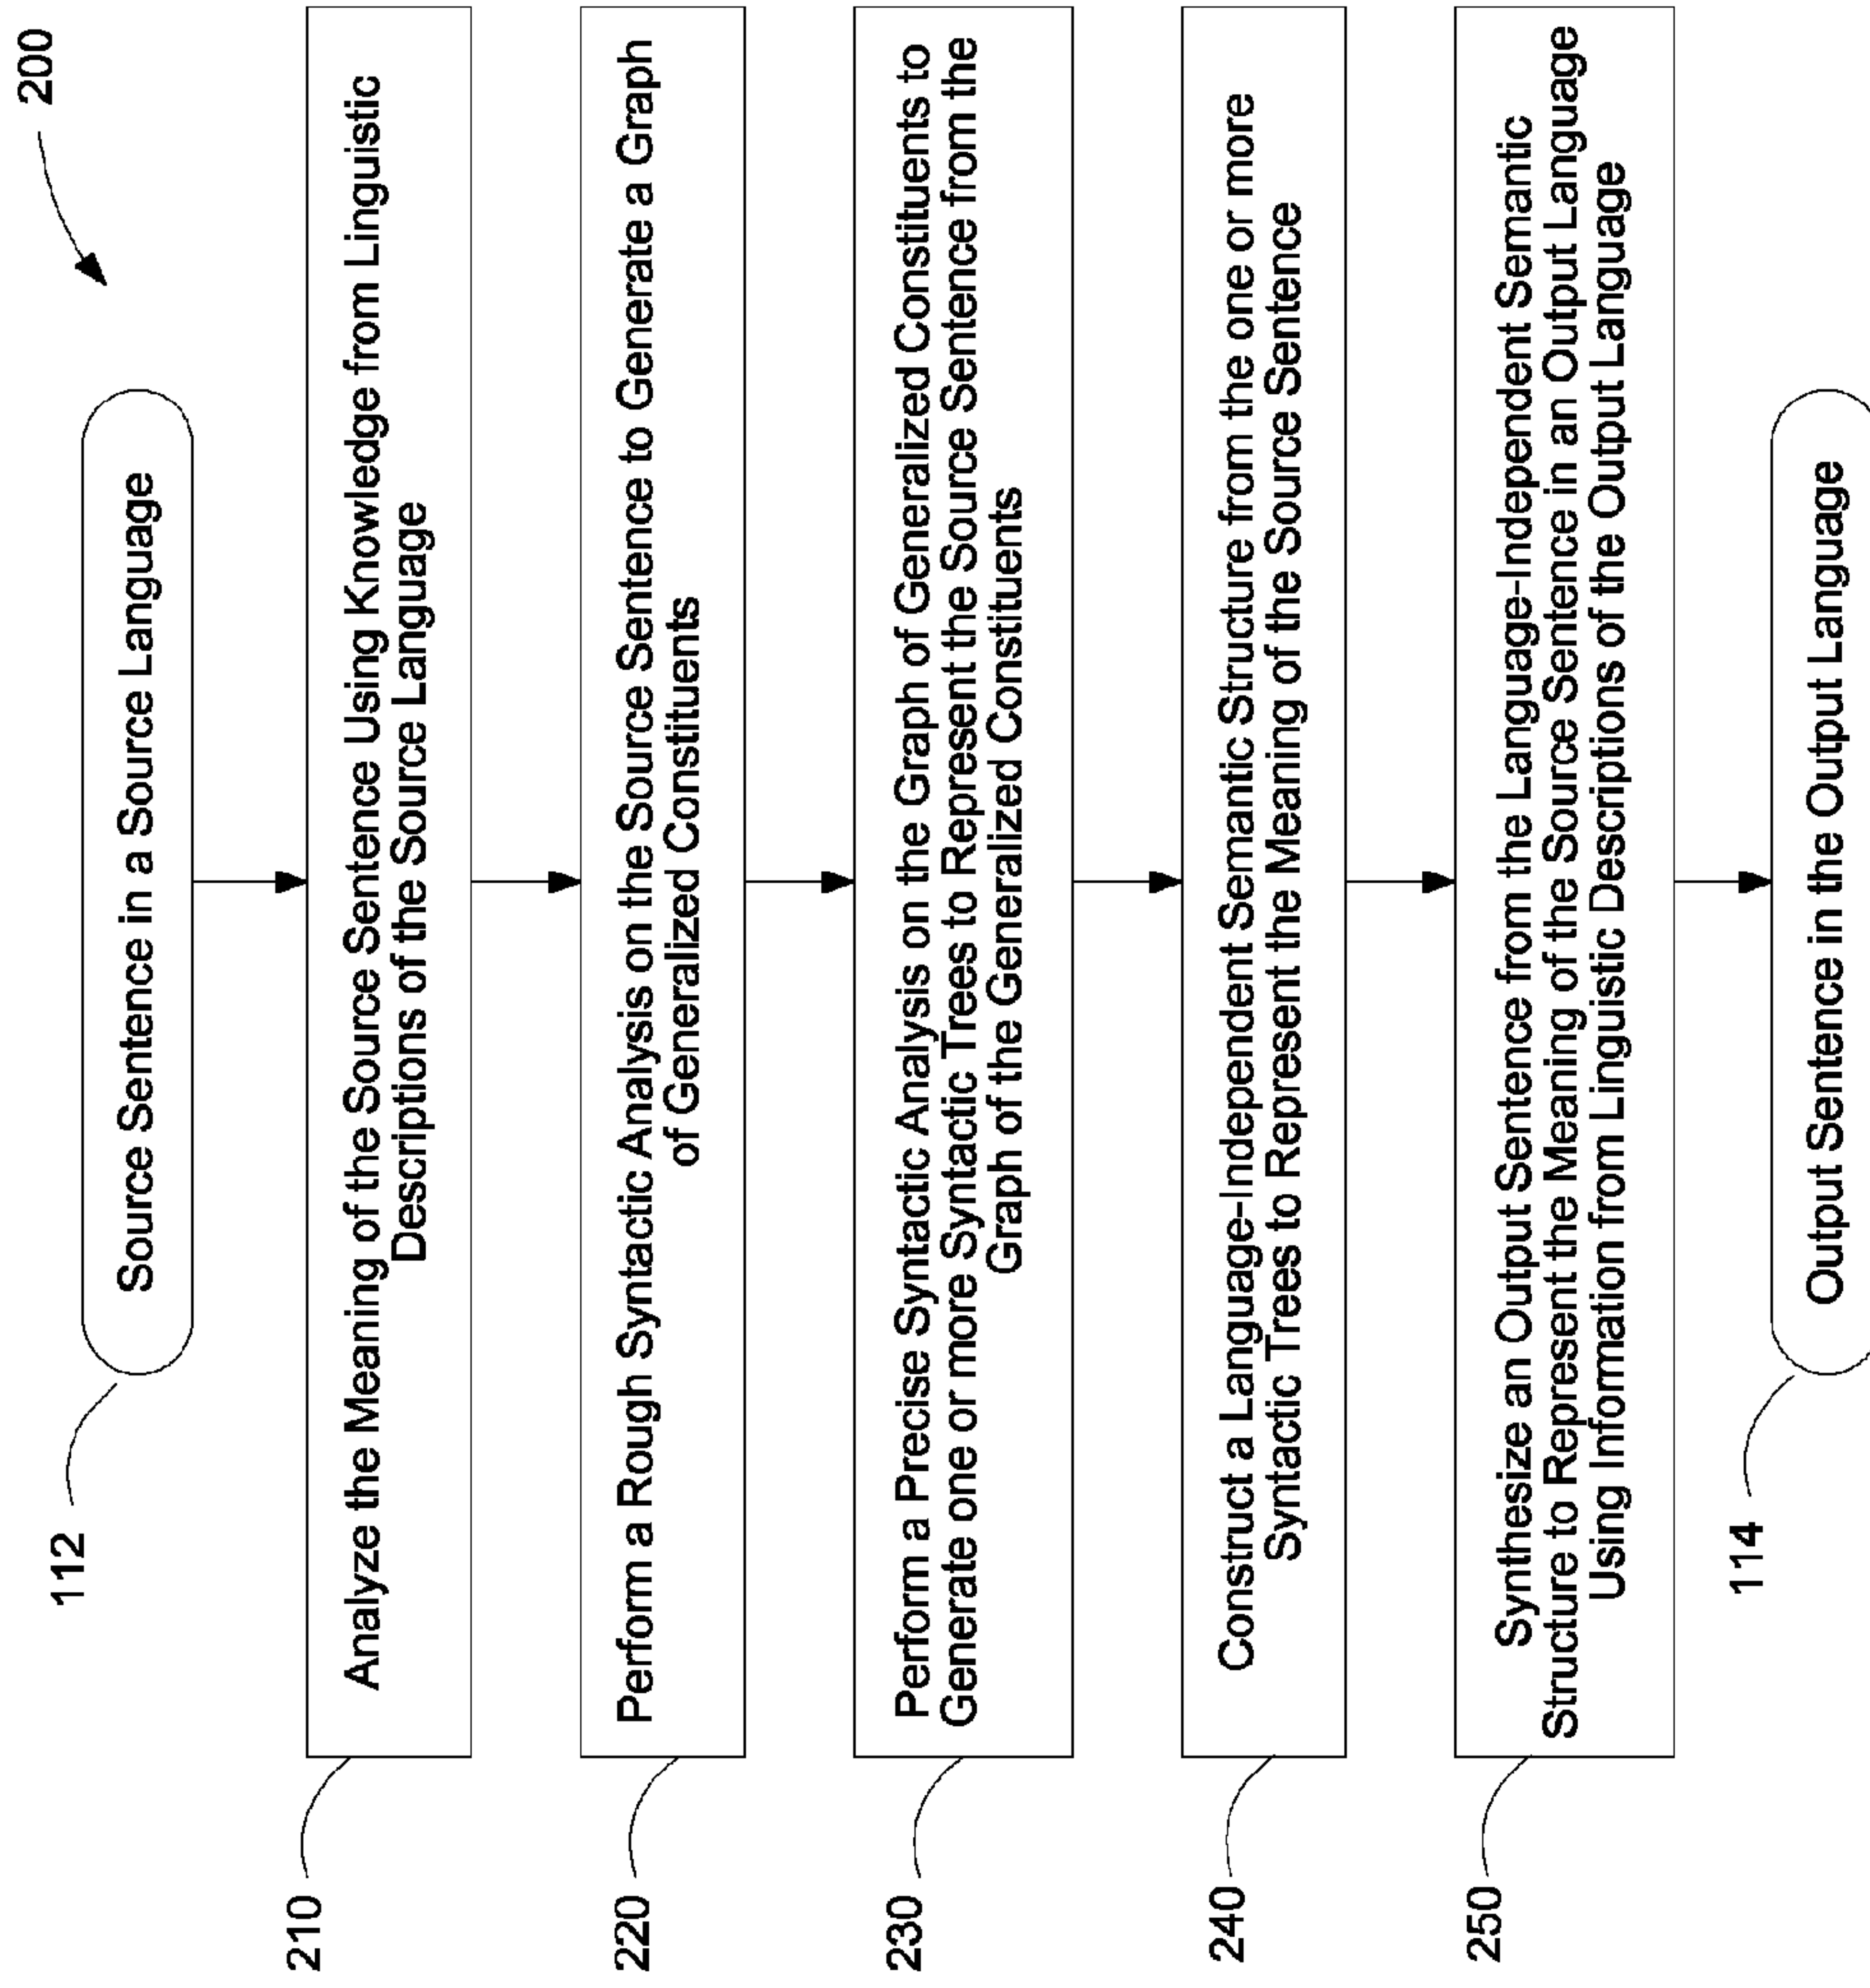 200
112
Source Sentence in a Source Language
210
Analyze the Meaning of the Source Sentence Using Knowledge from Linguistic
Descriptions of the Source Language
220
Perform a Rough Syntactic Analysis on the Source Sentence to Generate a Graph
of Generalized Constituents
230
Perform a Precise Syntactic Analysis on the Graph of Generalized Constituents to
Generate one or more Syntactic Trees to Represent the Source Sentence from the
Graph of the Generalized Constituents
240
Construct a Language-Independent Semantic Structure from the one or more
Syntactic Trees to Represent the Meaning of the Source Sentence
250
Synthesize an Output Sentence from the Language-Independent Semantic
Structure to Represent the Meaning of the Source Sentence in an Output Language
Using Information from Linguistic Descriptions of the Output Language
114
Output Sentence in the Output Language